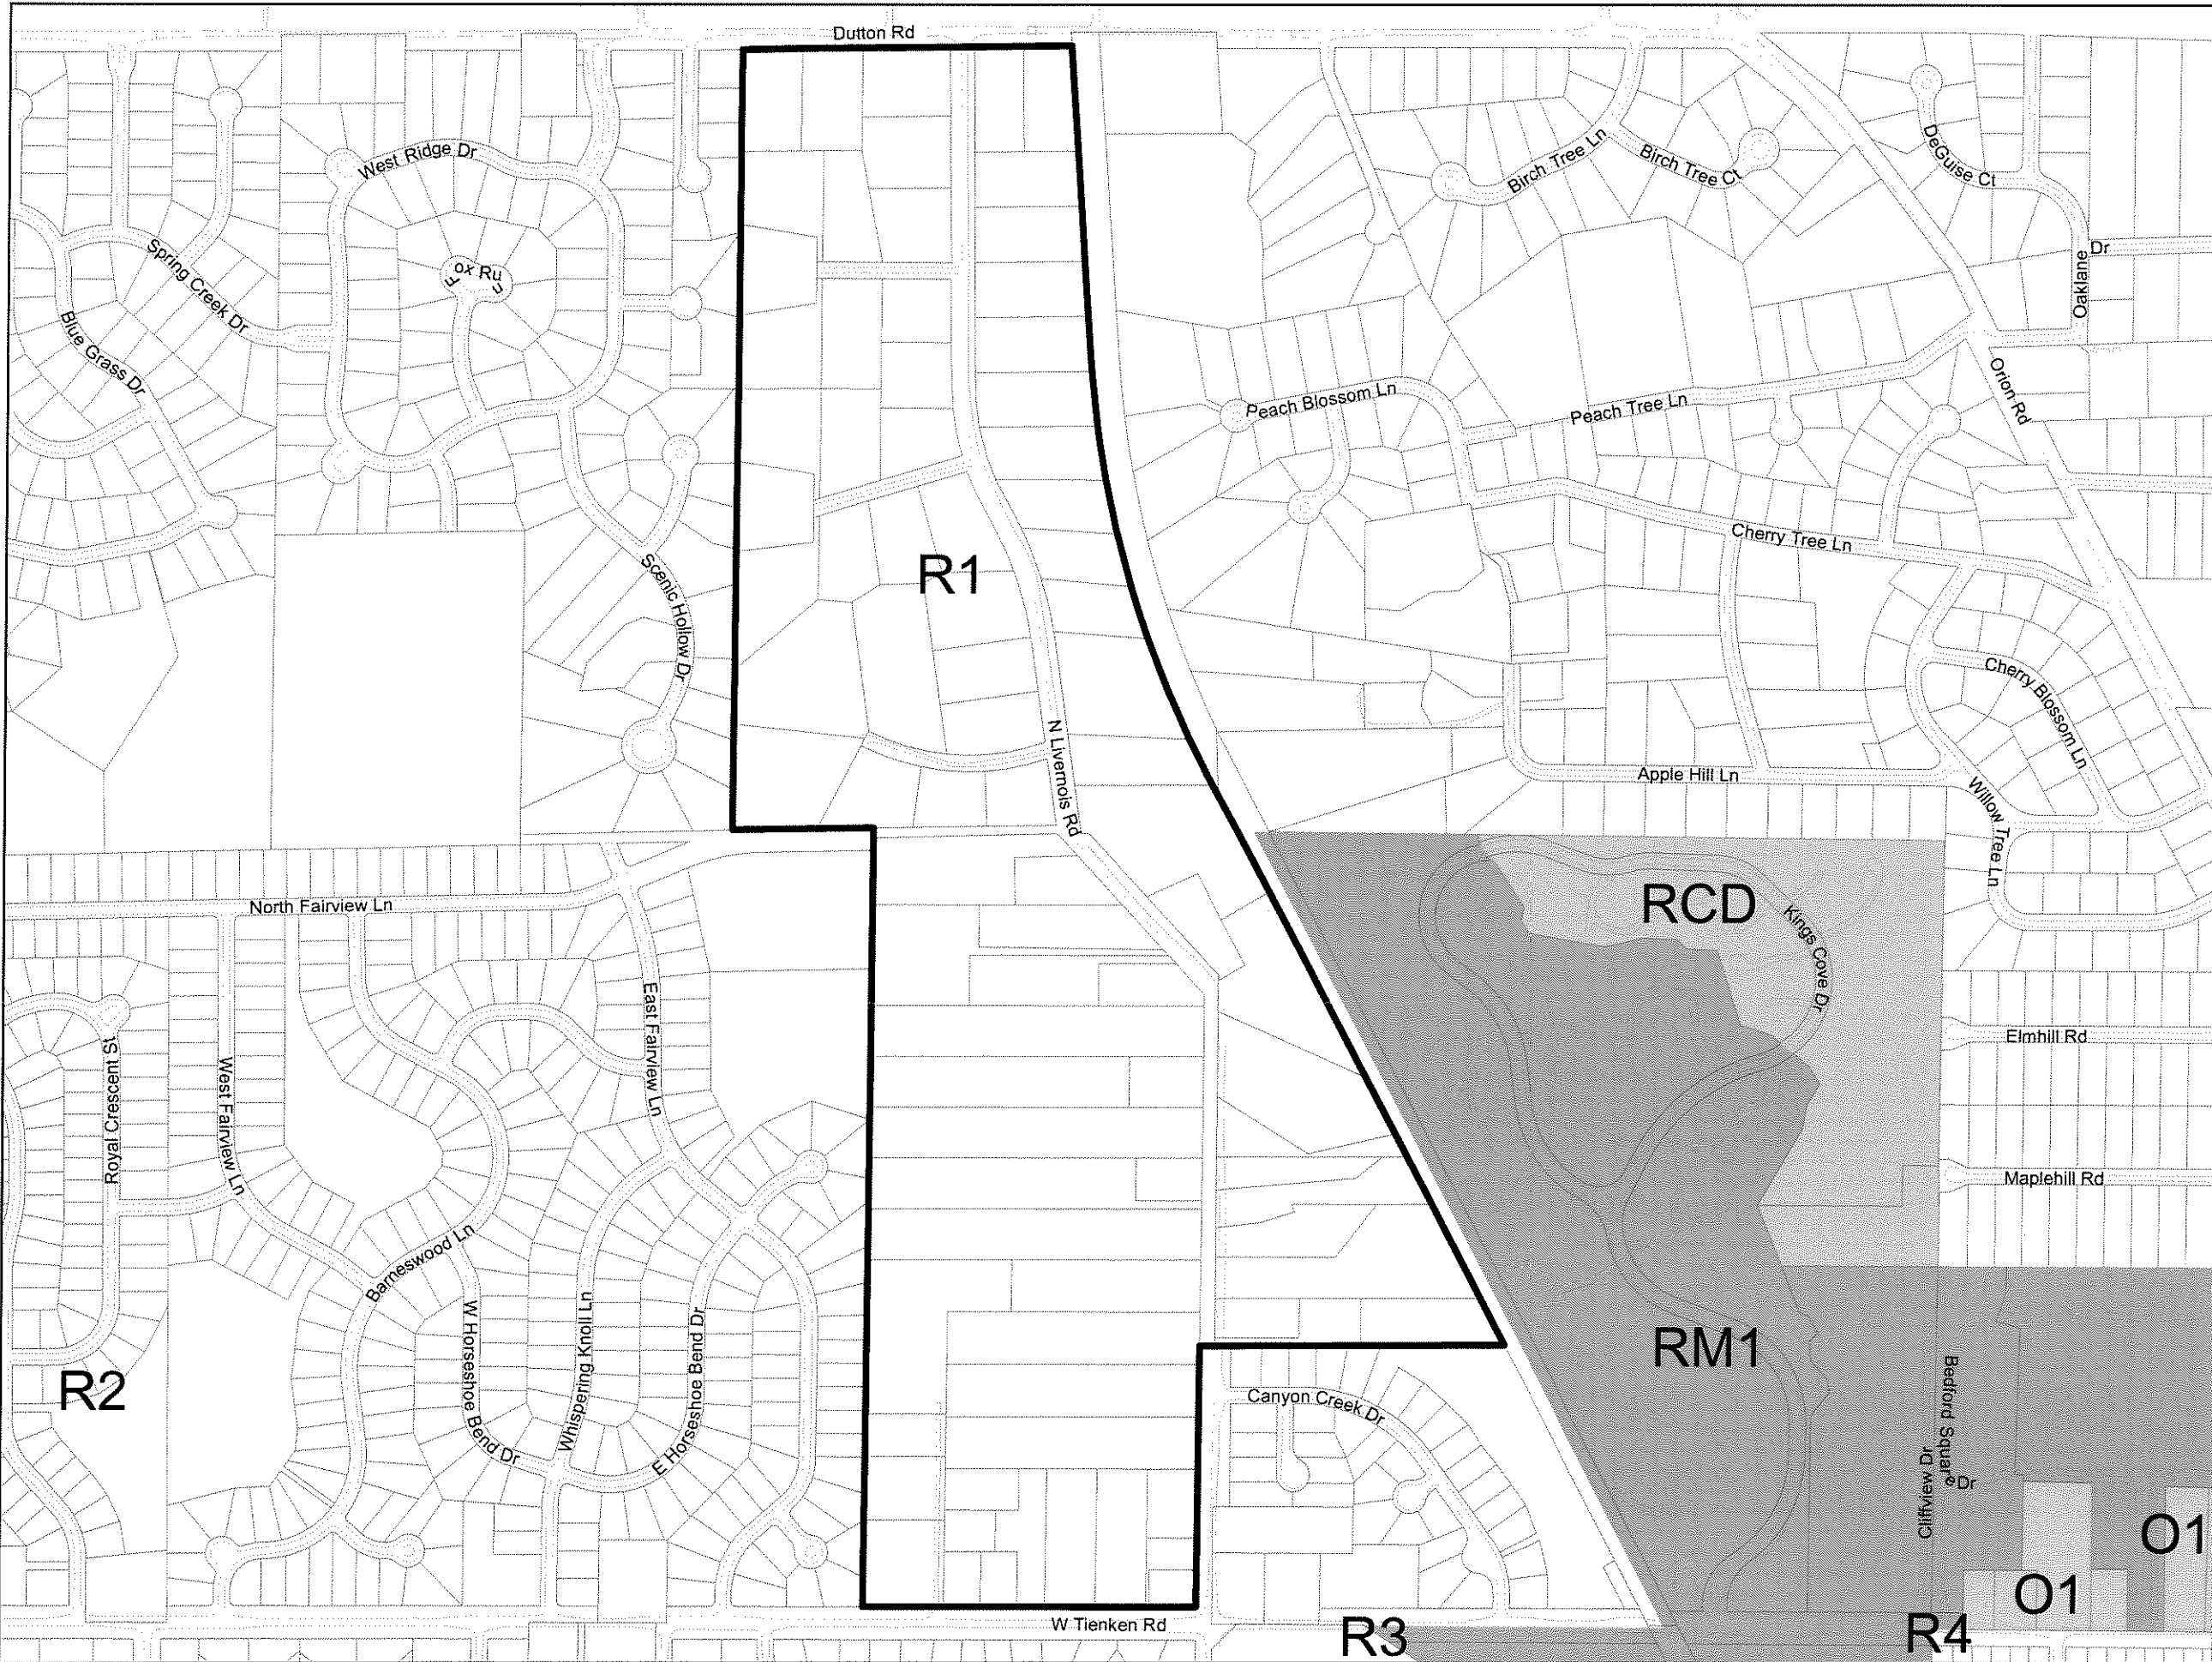 Dutton Rd
West Ridge Dr
Birch Tree Ln
Birch Tree Ct
DeGuise Ct
Oaklane Dr
Spring Creek Dr
Fox Run
Blue Grass Dr
Orion Rd
Peach Blossom Ln
Peach Tree Ln
Cherry Tree Ln
R1
Scenic Hollow Dr
Cherry Blossom Ln
N Livernois Rd
Apple Hill Ln
Willow Tree Ln
North Fairview Ln
RCD
Kings Cove Dr
East Fairview Ln
Elmhill Rd
Royal Crescent St
West Fairview Ln
Maplehill Rd
Barneswood Ln
W Horseshoe Bend Dr
Whispering Knoll Ln
E Horseshoe Bend Dr
RM1
R2
Canyon Creek Dr
Bedford Square Dr
Cliffview Dr
O1
O1
W Tienken Rd
R3
R4